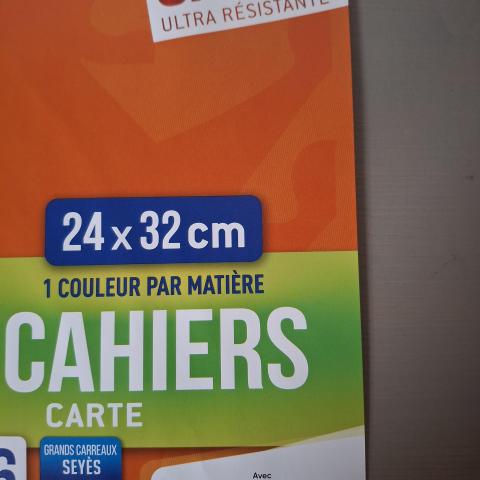 ULTRA RÉSISTANTE
24 x 32 cm
1 COULEUR PAR MATIÈRE
CAHIERS
CARTE
GRANDS CARREAUX
SEYÈS
Avec